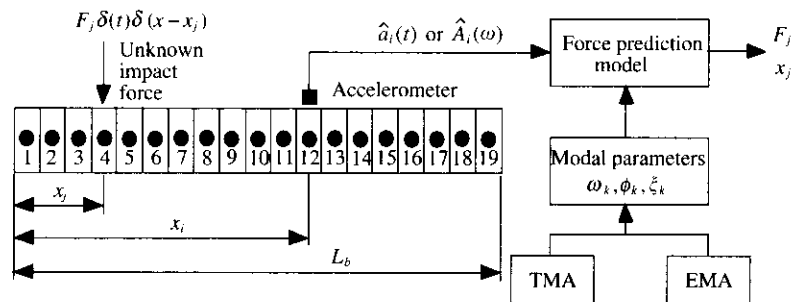 F_j δ(t) δ(x−x_j)
Unknown
impact
force
â_i(t) or Â_i(ω)
Accelerometer
Force prediction
model
F_j
x_j
1 2 3 4 5 6 7 8 9 10 11 12 13 14 15 16 17 18 19
Modal parameters
ω_k, ϕ_k, ξ_k
x_j
x_i
L_b
TMA
EMA